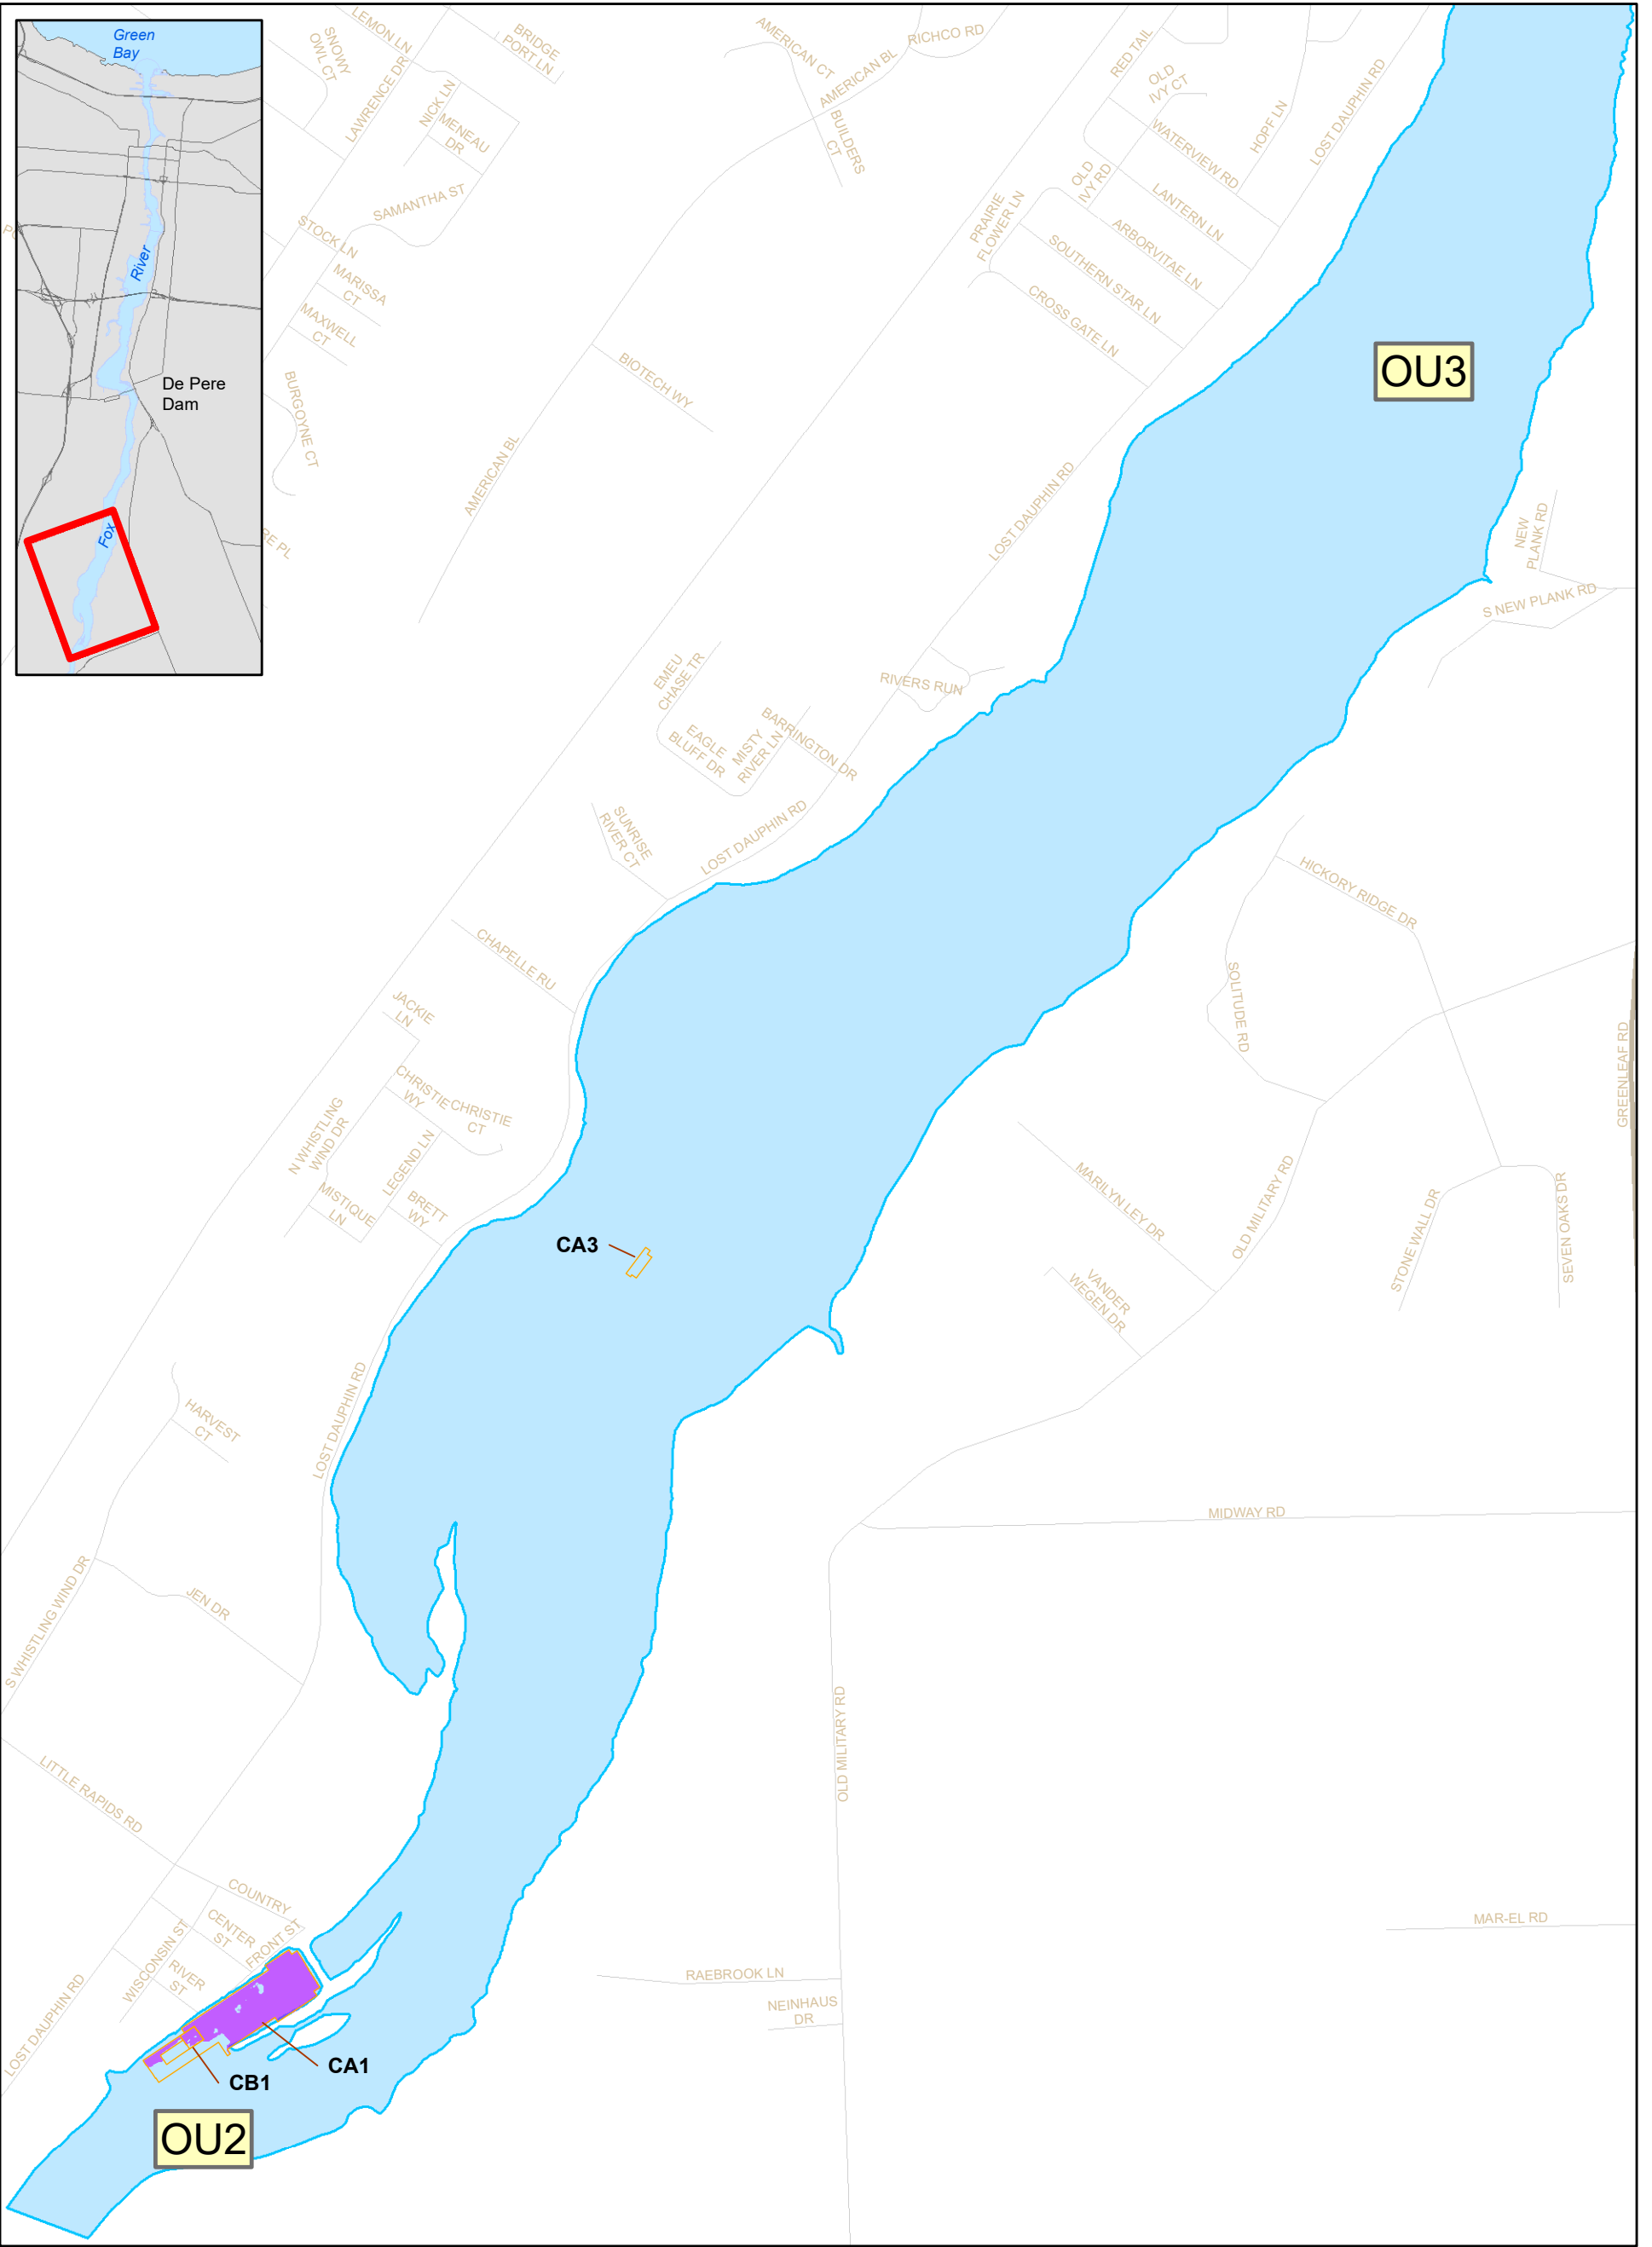 Green
Bay
River
De Pere
Dam
Fox
LEMON LN
SNOWY
OWL CT
LAWRENCE DR
BRIDGE
PORT LN
NICK LN
MENEAU
DR
SAMANTHA ST
STOCK LN
MARISSA
CT
MAXWELL
CT
BURGOYNE CT
RE PL
AMERICAN CT
AMERICAN BL
RICHCO RD
BUILDERS
CT
RED TAIL
OLD
IVY CT
WATERVIEW RD
HOPF LN
LOST DAUPHIN RD
OLD
IVY RD
LANTERN LN
PRAIRIE
FLOWER LN
ARBORVITAE LN
SOUTHERN STAR LN
CROSS GATE LN
OU3
BIOTECH WY
AMERICAN BL
LOST DAUPHIN RD
NEW
PLANK RD
S NEW PLANK RD
EMEU
CHASE TR
RIVERS RUN
EAGLE
BLUFF DR
MISTY
RIVER LN
BARRINGTON DR
SUNRISE
RIVER CT
LOST DAUPHIN RD
HICKORY RIDGE DR
CHAPELLE RU
SOLITUDE RD
JACKIE
LN
GREENLEAF RD
CHRISTIE
WY
CHRISTIE
CT
N WHISTLING
WIND DR
LEGEND LN
MISTIQUE
LN
BRETT
WY
MARILYN LEY DR
OLD MILITARY RD
STONE WALL DR
SEVEN OAKS DR
CA3
VANDER
WEGEN DR
LOST DAUPHIN RD
HARVEST
CT
MIDWAY RD
S WHISTLING WIND DR
JEN DR
OLD MILITARY RD
LITTLE RAPIDS RD
COUNTRY
CENTER
ST
FRONT ST
WISCONSIN ST
RIVER
ST
MAR-EL RD
RAEBROOK LN
NEINHAUS
DR
LOST DAUPHIN RD
CA1
CB1
OU2